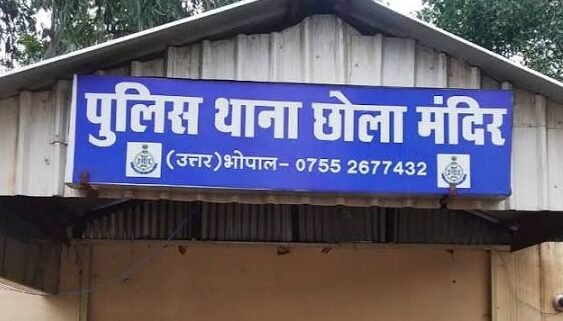 पुलिस थाना छोला मंदिर
(उत्तर) भोपाल- 0755 2677432